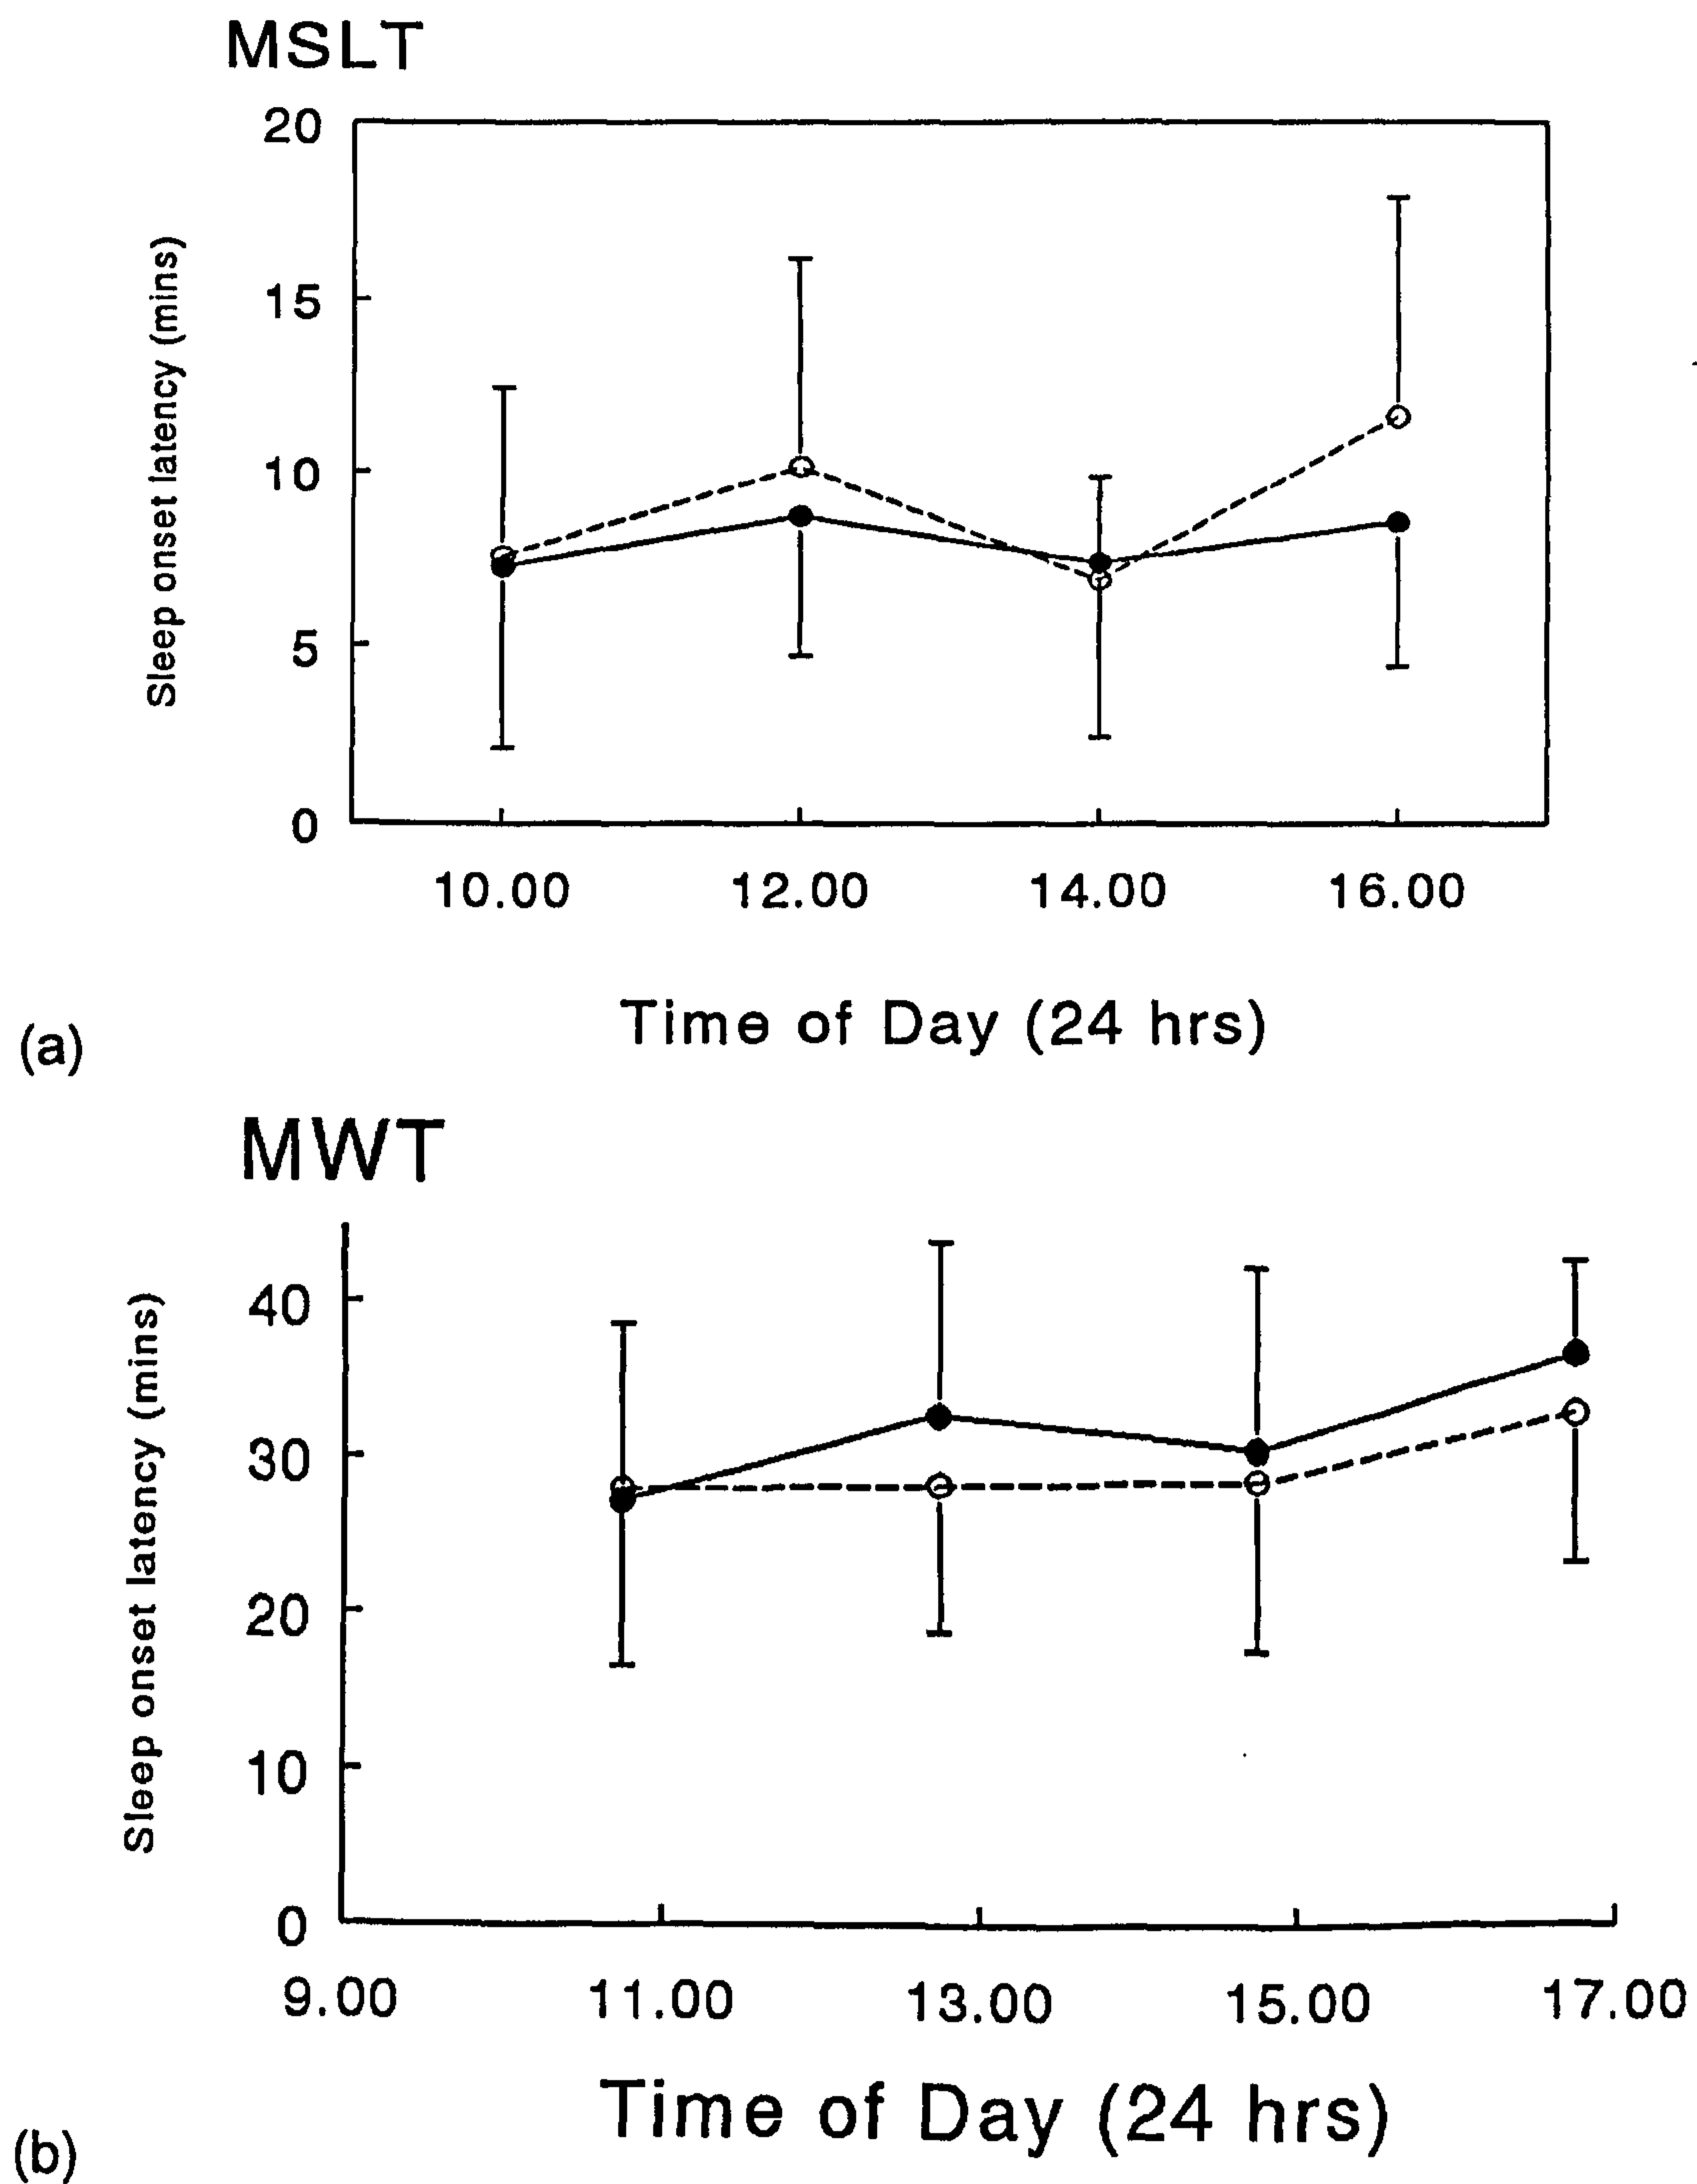 MSLT
20
15
10
5
0
Sleep onset latency (mins)
10.00 12.00 14.00 16.00
Time of Day (24 hrs)
(a)
MWT
40
30
20
10
0
Sleep onset latency (mins)
9.00 11.00 13.00 15.00 17.00
Time of Day (24 hrs)
(b)